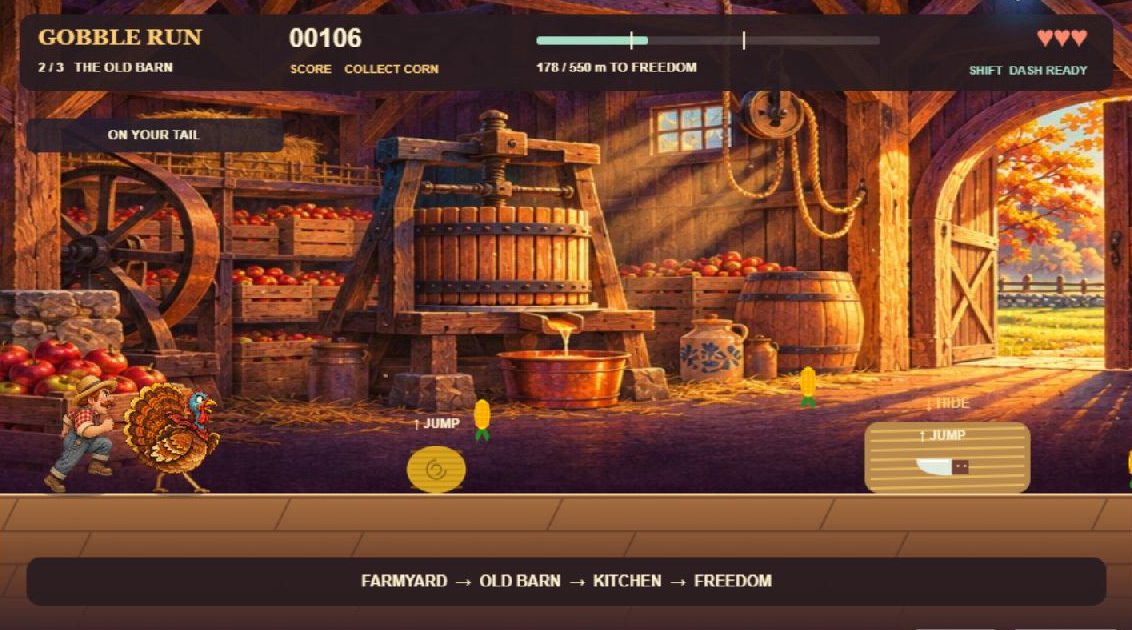 GOBBLE RUN
2 / 3 THE OLD BARN
00106
SCORE COLLECT CORN
178 / 550 m TO FREEDOM
♥♥♥
SHIFT DASH READY
ON YOUR TAIL
↑ JUMP
↓ HIDE
↑ JUMP
FARMYARD → OLD BARN → KITCHEN → FREEDOM